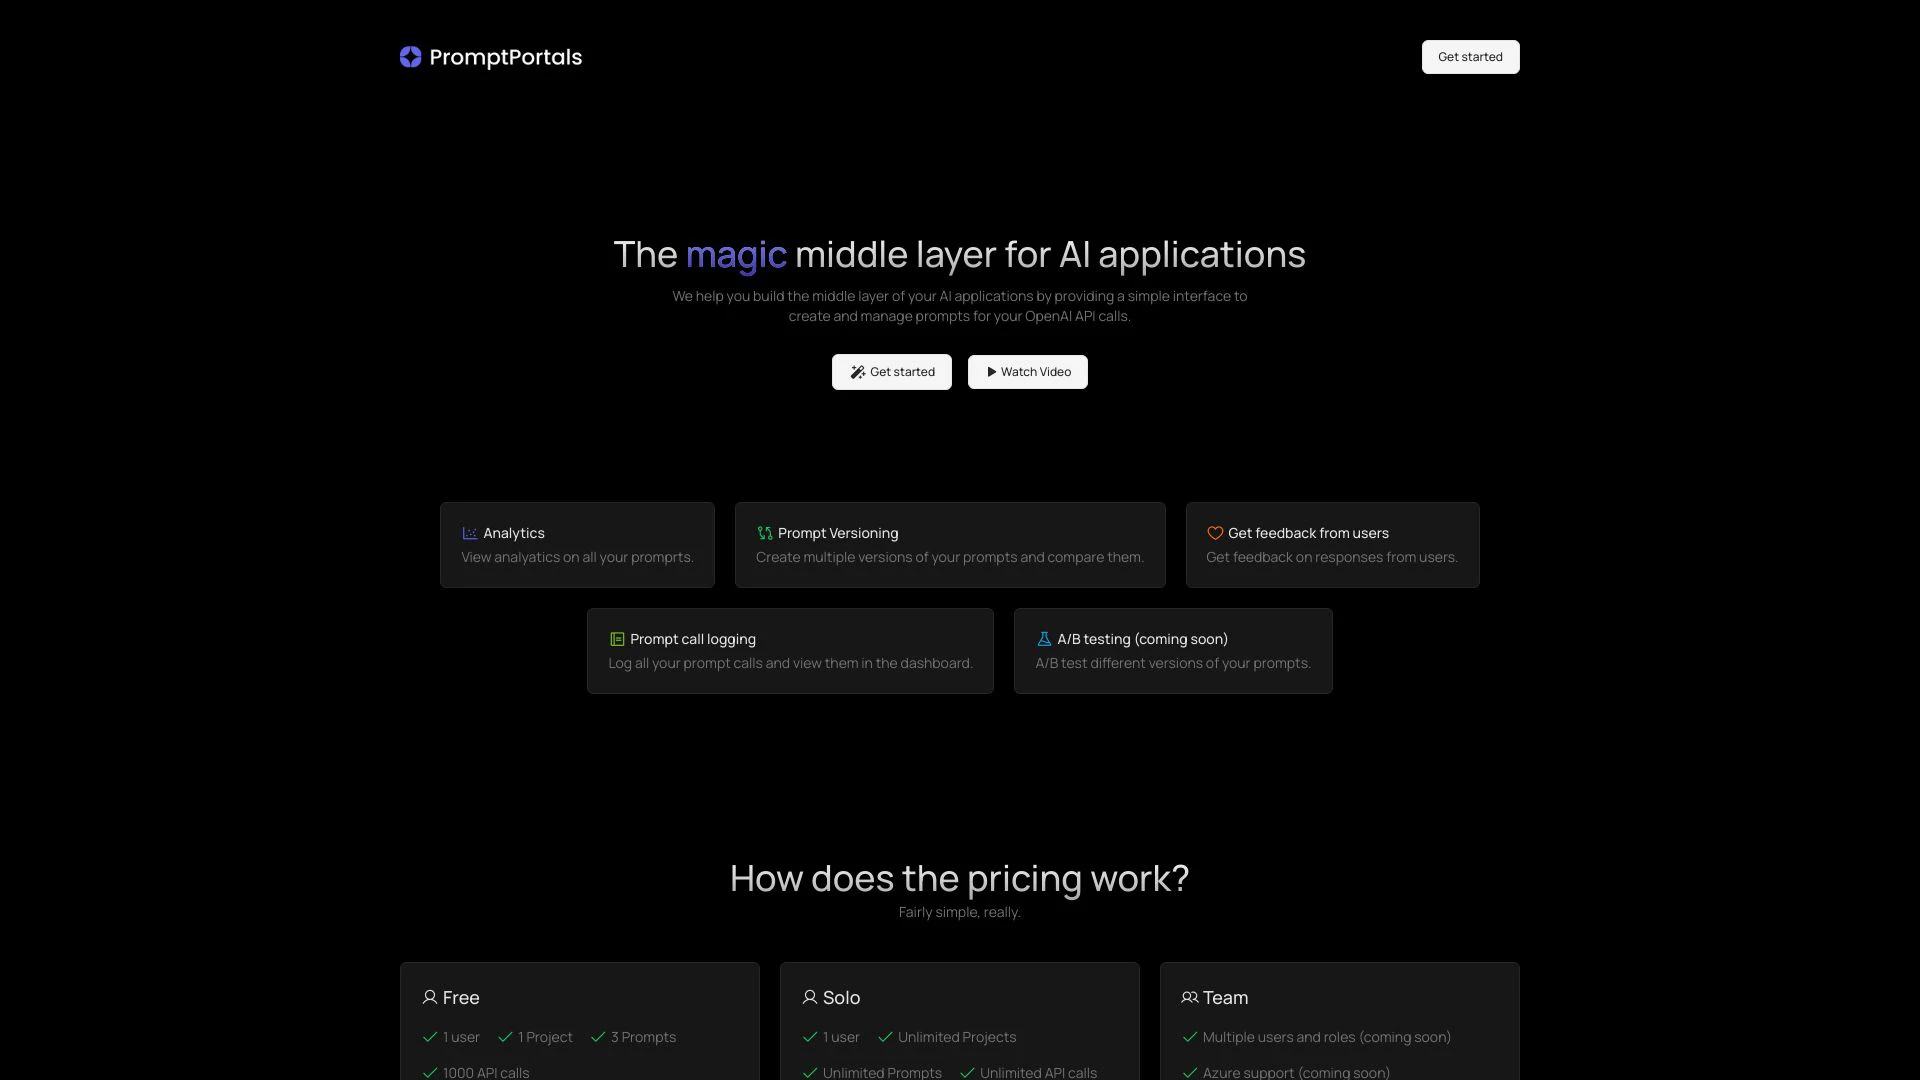 PromptPortals
Get started
The magic middle layer for AI applications
We help you build the middle layer of your AI applications by providing a simple interface to
create and manage prompts for your OpenAI API calls.
Get started
Watch Video
Analytics
View analyatics on all your promprts.
Prompt Versioning
Create multiple versions of your prompts and compare them.
Get feedback from users
Get feedback on responses from users.
Prompt call logging
Log all your prompt calls and view them in the dashboard.
A/B testing (coming soon)
A/B test different versions of your prompts.
How does the pricing work?
Fairly simple, really.
Free
1 user 1 Project 3 Prompts
1000 API calls
Solo
1 user Unlimited Projects
Unlimited Prompts Unlimited API calls
Team
Multiple users and roles (coming soon)
Azure support (coming soon)